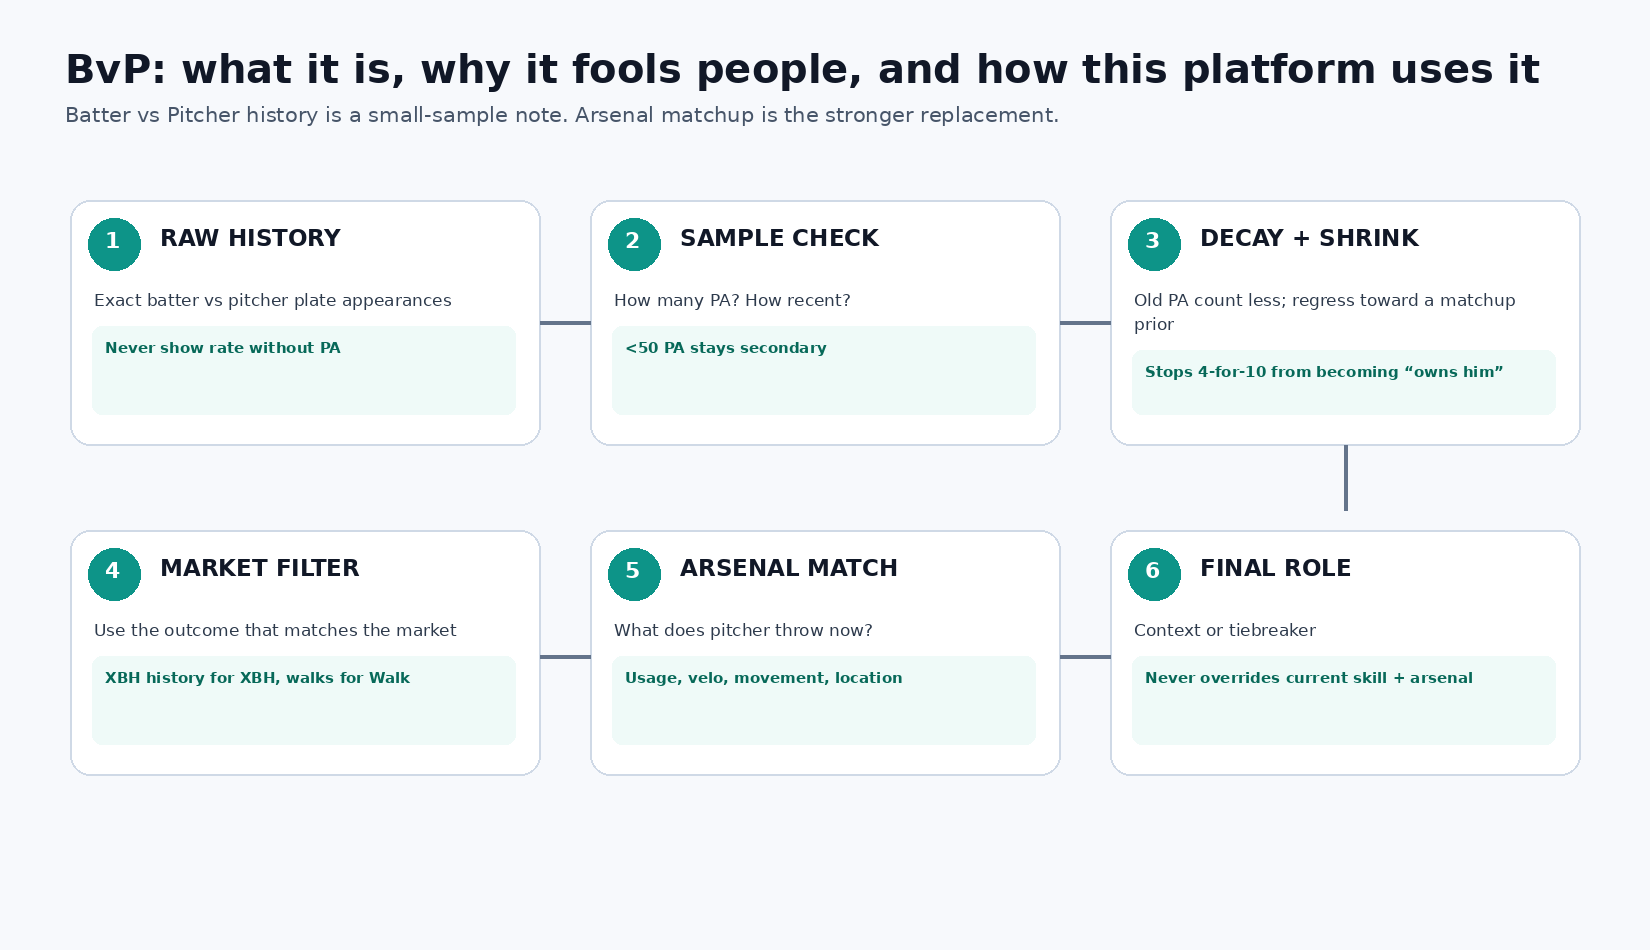 BvP: what it is, why it fools people, and how this platform uses it
Batter vs Pitcher history is a small-sample note. Arsenal matchup is the stronger replacement.
1
RAW HISTORY
Exact batter vs pitcher plate appearances
Never show rate without PA
2
SAMPLE CHECK
How many PA? How recent?
<50 PA stays secondary
3
DECAY + SHRINK
Old PA count less; regress toward a matchup
prior
Stops 4-for-10 from becoming “owns him”
4
MARKET FILTER
Use the outcome that matches the market
XBH history for XBH, walks for Walk
5
ARSENAL MATCH
What does pitcher throw now?
Usage, velo, movement, location
6
FINAL ROLE
Context or tiebreaker
Never overrides current skill + arsenal